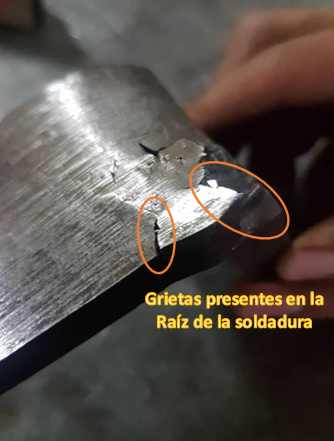 Grietas presentes en la
Raíz de la soldadura